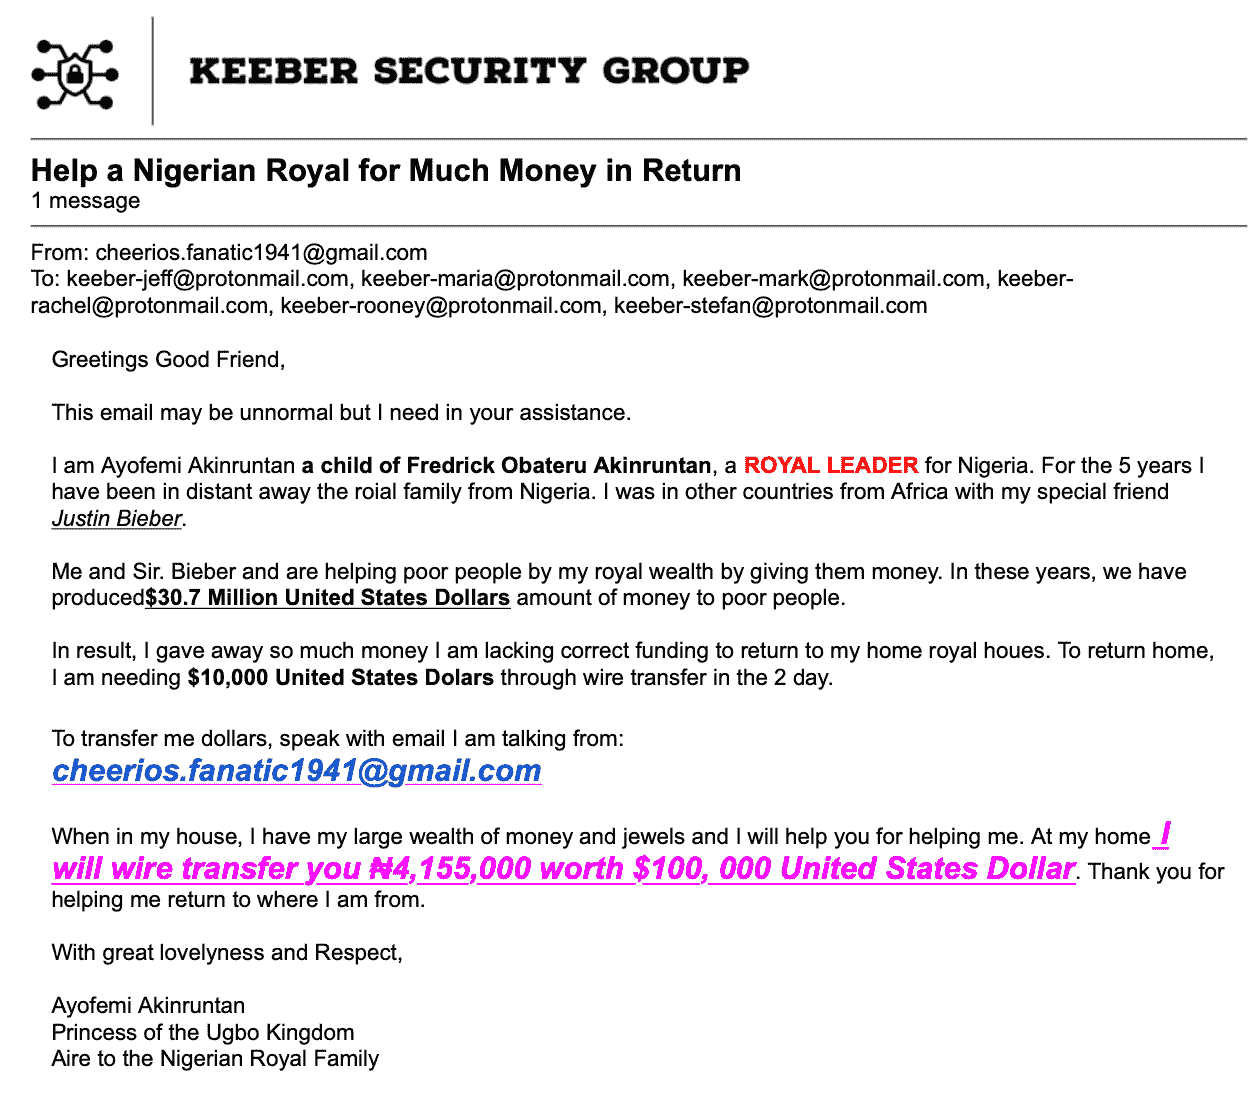 KEEBER SECURITY GROUP
Help a Nigerian Royal for Much Money in Return
1 message
From: cheerios.fanatic1941@gmail.com
To: keeber-jeff@protonmail.com, keeber-maria@protonmail.com, keeber-mark@protonmail.com, keeber-
rachel@protonmail.com, keeber-rooney@protonmail.com, keeber-stefan@protonmail.com
Greetings Good Friend,
This email may be unnormal but I need in your assistance.
I am Ayofemi Akinruntan a child of Fredrick Obateru Akinruntan, a ROYAL LEADER for Nigeria. For the 5 years I
have been in distant away the roial family from Nigeria. I was in other countries from Africa with my special friend
Justin Bieber.
Me and Sir. Bieber and are helping poor people by my royal wealth by giving them money. In these years, we have
produced$30.7 Million United States Dollars amount of money to poor people.
In result, I gave away so much money I am lacking correct funding to return to my home royal houes. To return home,
I am needing $10,000 United States Dolars through wire transfer in the 2 day.
To transfer me dollars, speak with email I am talking from:
cheerios.fanatic1941@gmail.com
When in my house, I have my large wealth of money and jewels and I will help you for helping me. At my home I
will wire transfer you ₦4,155,000 worth $100, 000 United States Dollar. Thank you for
helping me return to where I am from.
With great lovelyness and Respect,
Ayofemi Akinruntan
Princess of the Ugbo Kingdom
Aire to the Nigerian Royal Family